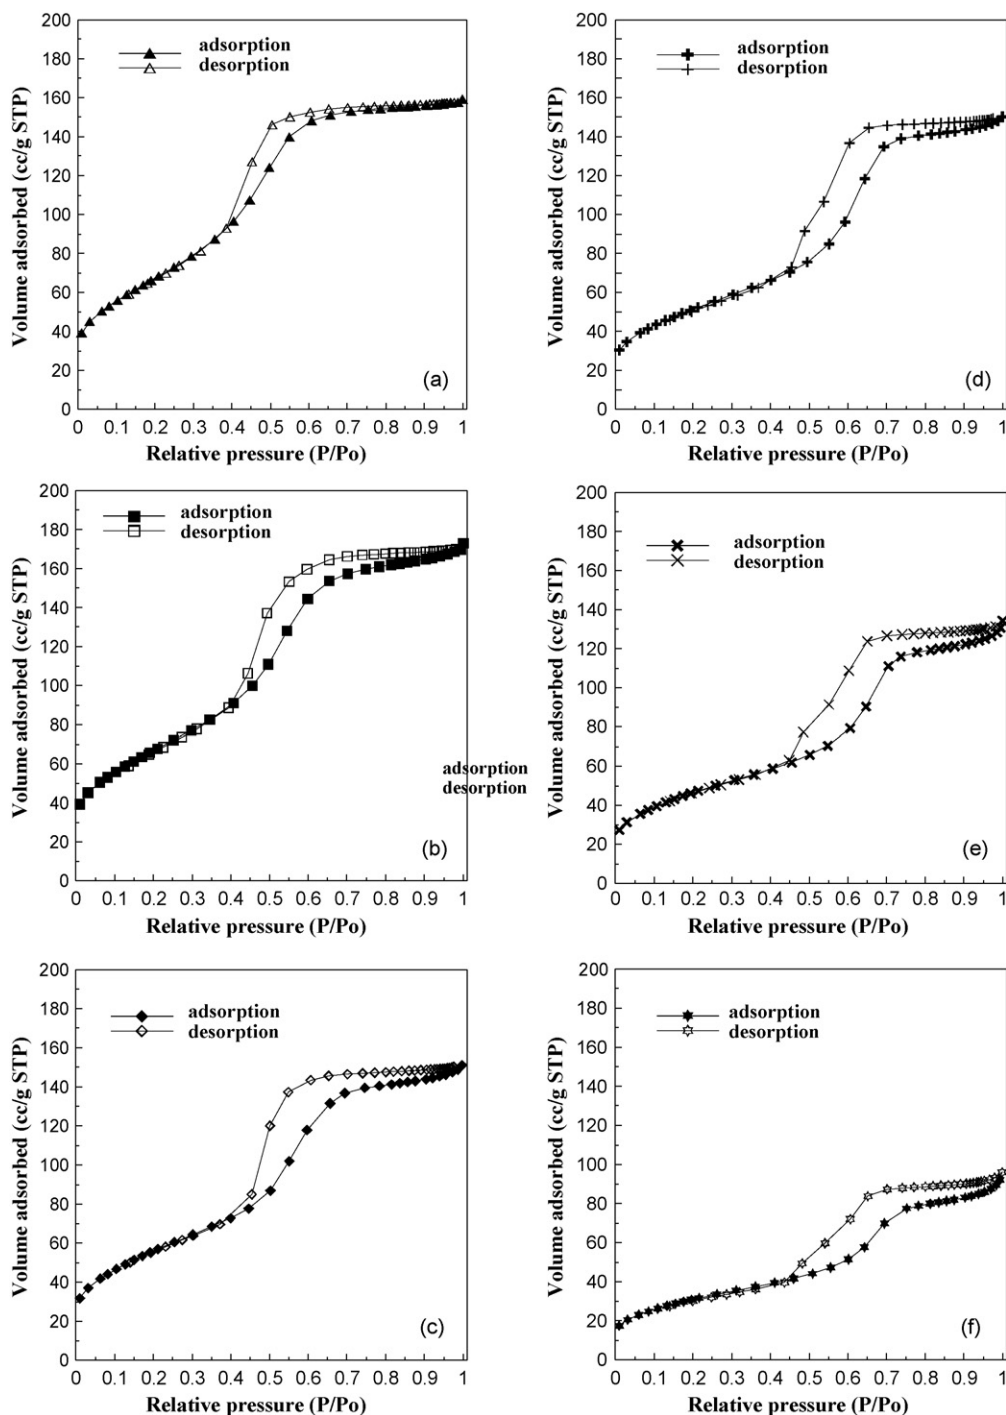 200
180
160
140
120
100
80
60
40
20
0
Volume adsorbed (cc/g STP)
adsorption
desorption
(a)
0 0.1 0.2 0.3 0.4 0.5 0.6 0.7 0.8 0.9 1
Relative pressure (P/Po)
200
180
160
140
120
100
80
60
40
20
0
Volume adsorbed (cc/g STP)
adsorption
desorption
(d)
0 0.1 0.2 0.3 0.4 0.5 0.6 0.7 0.8 0.9 1
Relative pressure (P/Po)
200
180
160
140
120
100
80
60
40
20
0
Volume adsorbed (cc/g STP)
adsorption
desorption
adsorption
desorption
(b)
0 0.1 0.2 0.3 0.4 0.5 0.6 0.7 0.8 0.9 1
Relative pressure (P/Po)
200
180
160
140
120
100
80
60
40
20
0
Volume adsorbed (cc/g STP)
adsorption
desorption
(e)
0 0.1 0.2 0.3 0.4 0.5 0.6 0.7 0.8 0.9 1
Relative pressure (P/Po)
200
180
160
140
120
100
80
60
40
20
0
Volume adsorbed (cc/g STP)
adsorption
desorption
(c)
0 0.1 0.2 0.3 0.4 0.5 0.6 0.7 0.8 0.9 1
Relative pressure (P/Po)
200
180
160
140
120
100
80
60
40
20
0
Volume adsorbed (cc/g STP)
adsorption
desorption
(f)
0 0.1 0.2 0.3 0.4 0.5 0.6 0.7 0.8 0.9 1
Relative pressure (P/Po)